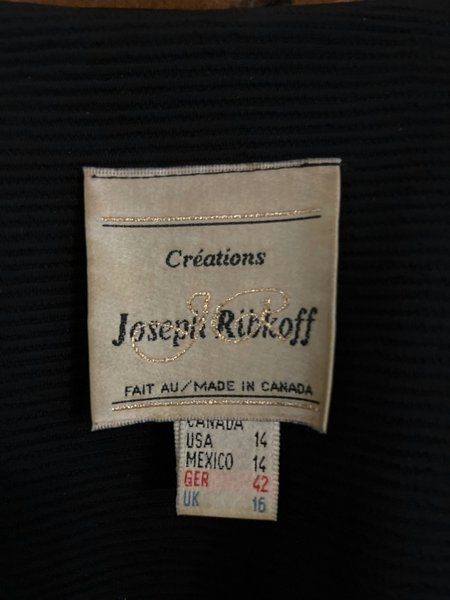 Créations
Joseph Ribkoff
FAIT AU/MADE IN CANADA
CANADA
USA 14
MEXICO 14
GER 42
UK 16